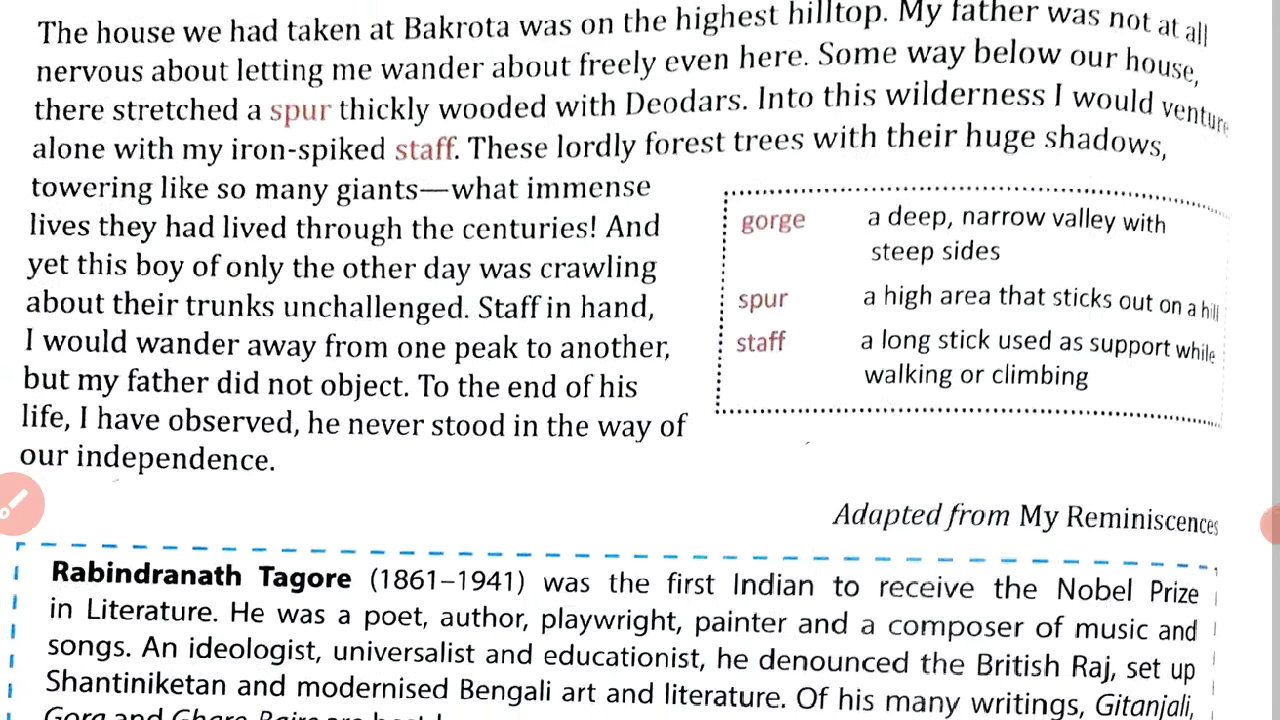 The house we had taken at Bakrota was on the highest hilltop. My father was not at all
nervous about letting me wander about freely even here. Some way below our house,
there stretched a spur thickly wooded with Deodars. Into this wilderness I would venture
alone with my iron-spiked staff. These lordly forest trees with their huge shadows,
towering like so many giants—what immense
lives they had lived through the centuries! And
yet this boy of only the other day was crawling
about their trunks unchallenged. Staff in hand,
I would wander away from one peak to another,
but my father did not object. To the end of his
life, I have observed, he never stood in the way of
our independence.
gorge a deep, narrow valley with
steep sides
spur a high area that sticks out on a hill
staff a long stick used as support while
walking or climbing
Adapted from My Reminiscences
Rabindranath Tagore (1861–1941) was the first Indian to receive the Nobel Prize
in Literature. He was a poet, author, playwright, painter and a composer of music and
songs. An ideologist, universalist and educationist, he denounced the British Raj, set up
Shantiniketan and modernised Bengali art and literature. Of his many writings, Gitanjali,
Gora and Ghare Baire are